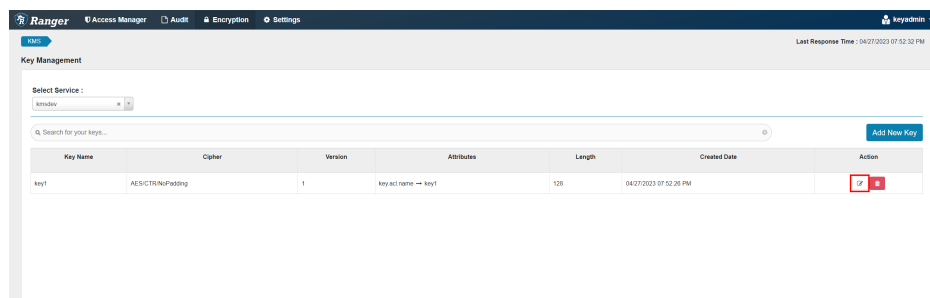 Ranger Access Manager Audit Encryption Settings keyadmin
KMS Last Response Time : 04/27/2023 07:52:32 PM
Key Management
Select Service :
kmsdev
Search for your keys... Add New Key
Key Name Cipher Version Attributes Length Created Date Action
key1 AES/CTR/NoPadding 1 key.acl.name → key1 128 04/27/2023 07:52:26 PM